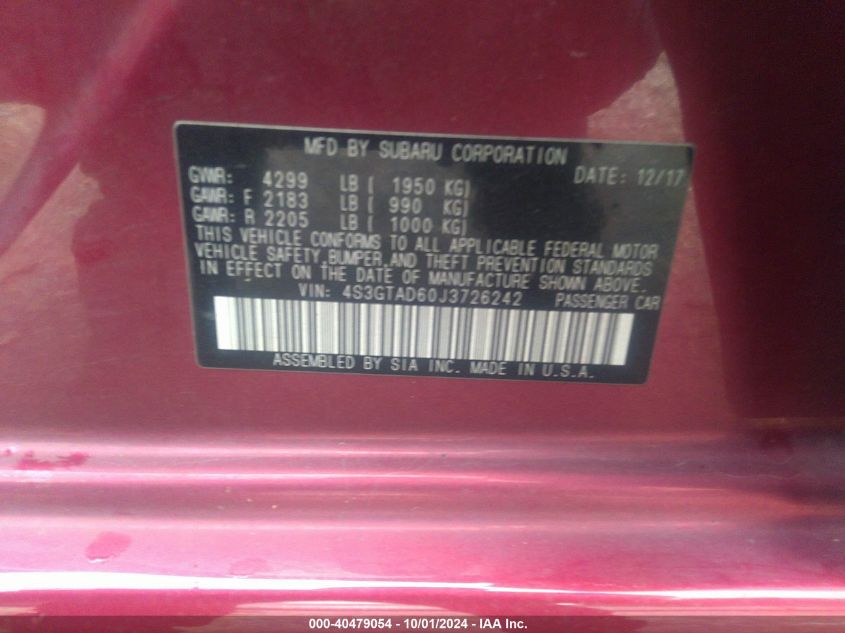 MFD BY SUBARU CORPORATION
GVWR: 4299 LB ( 1950 KG) DATE: 12/17
GAWR: F 2183 LB ( 990 KG)
GAWR: R 2205 LB ( 1000 KG)
THIS VEHICLE CONFORMS TO ALL APPLICABLE FEDERAL MOTOR
VEHICLE SAFETY, BUMPER, AND THEFT PREVENTION STANDARDS
IN EFFECT ON THE DATE OF MANUFACTURE SHOWN ABOVE.
VIN: 4S3GTAD60J3726242 PASSENGER CAR
ASSEMBLED BY SIA INC. MADE IN U.S.A.
000-40479054 - 10/01/2024 - IAA Inc.